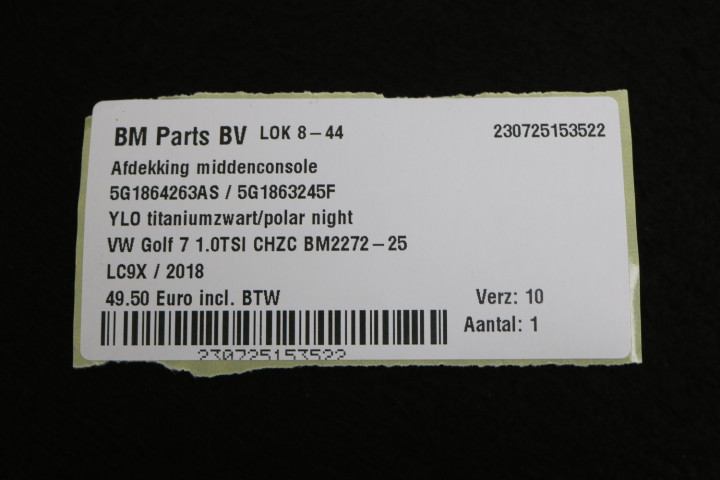 BM Parts BV LOK 8-44 230725153522
Afdekking middenconsole
5G1864263AS / 5G1863245F
YLO titaniumzwart/polar night
VW Golf 7 1.0TSI CHZC BM2272-25
LC9X / 2018
49.50 Euro incl. BTW Verz: 10
Aantal: 1
230725153522